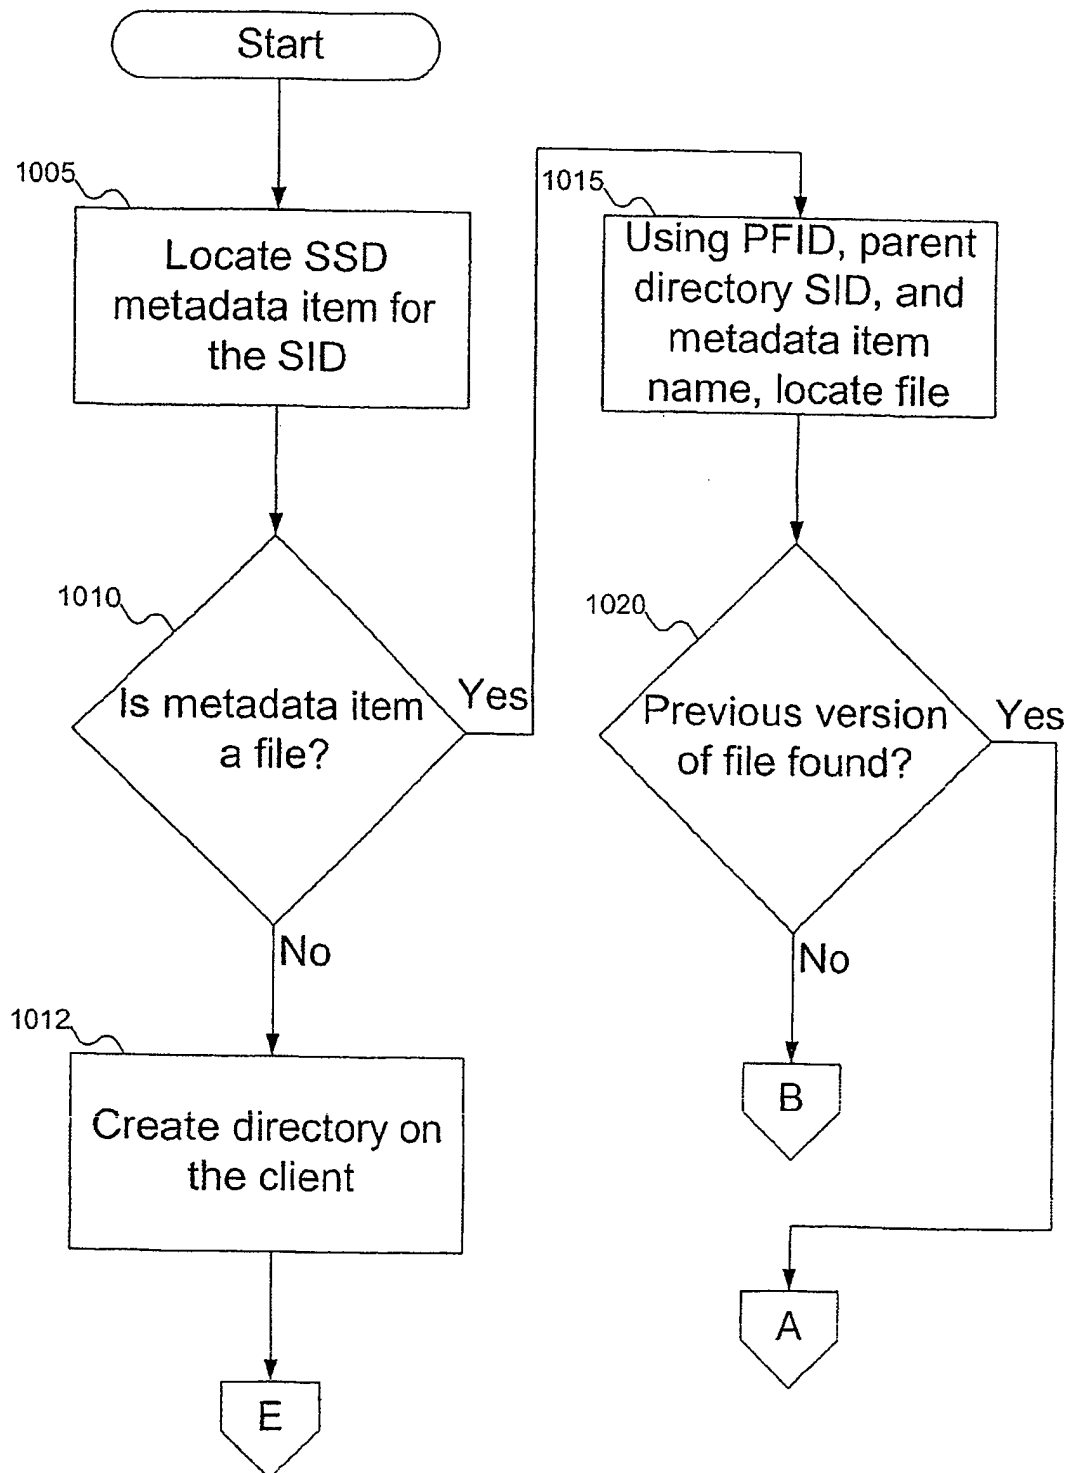 Start
1005
Locate SSD
metadata item for
the SID
1010
Is metadata item
a file?
Yes
No
1012
Create directory on
the client
E
1015
Using PFID, parent
directory SID, and
metadata item
name, locate file
1020
Previous version
of file found?
Yes
No
B
A